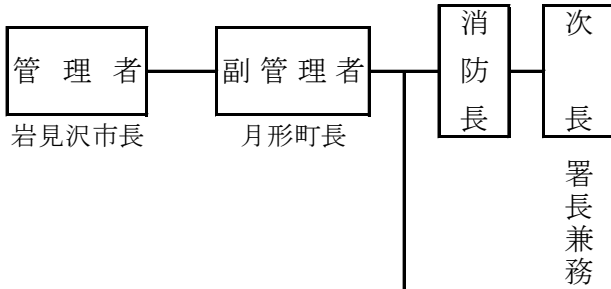 管理者
岩見沢市長
副管理者
月形町長
消防長
次長
署長兼務